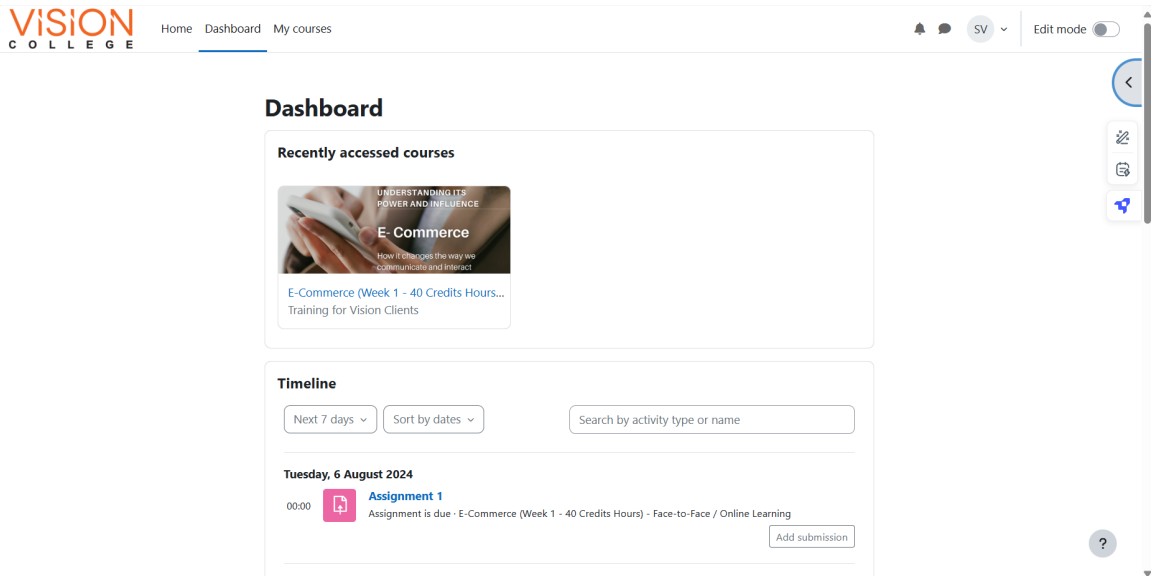 VISION
COLLEGE
Home Dashboard My courses
SV
Edit mode
Dashboard
Recently accessed courses
UNDERSTANDING ITS
POWER AND INFLUENCE
E- Commerce
How it changes the way we
communicate and interact
E-Commerce (Week 1 - 40 Credits Hours...
Training for Vision Clients
Timeline
Next 7 days
Sort by dates
Search by activity type or name
Tuesday, 6 August 2024
00:00
Assignment 1
Assignment is due · E-Commerce (Week 1 - 40 Credits Hours) - Face-to-Face / Online Learning
Add submission
?